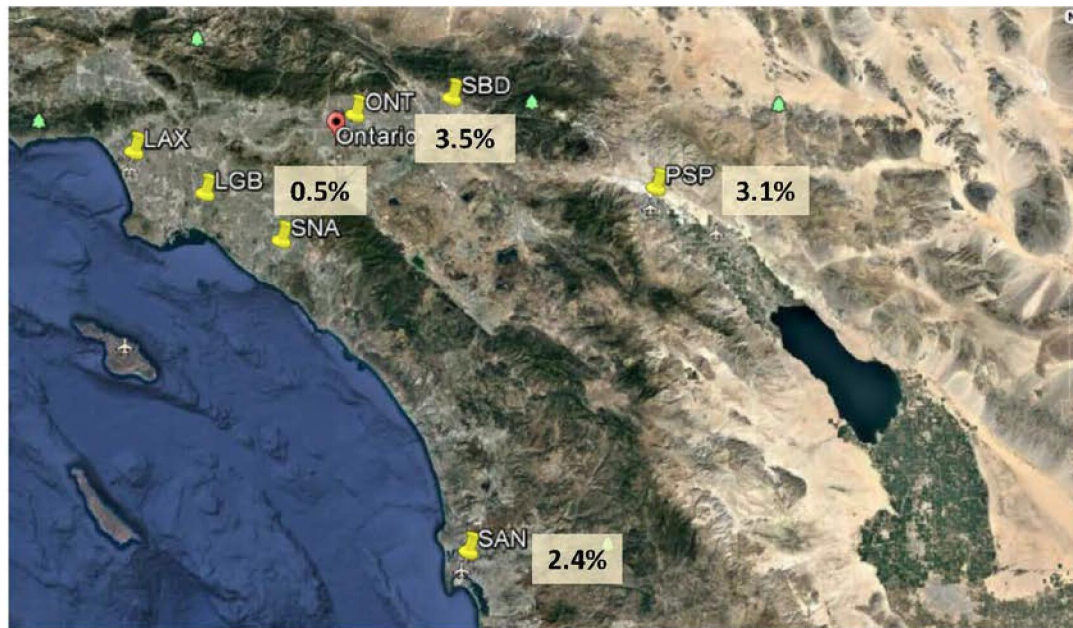 N
SBD
ONT
Ontario
3.5%
LAX
LGB
0.5%
PSP
3.1%
SNA
SAN
2.4%